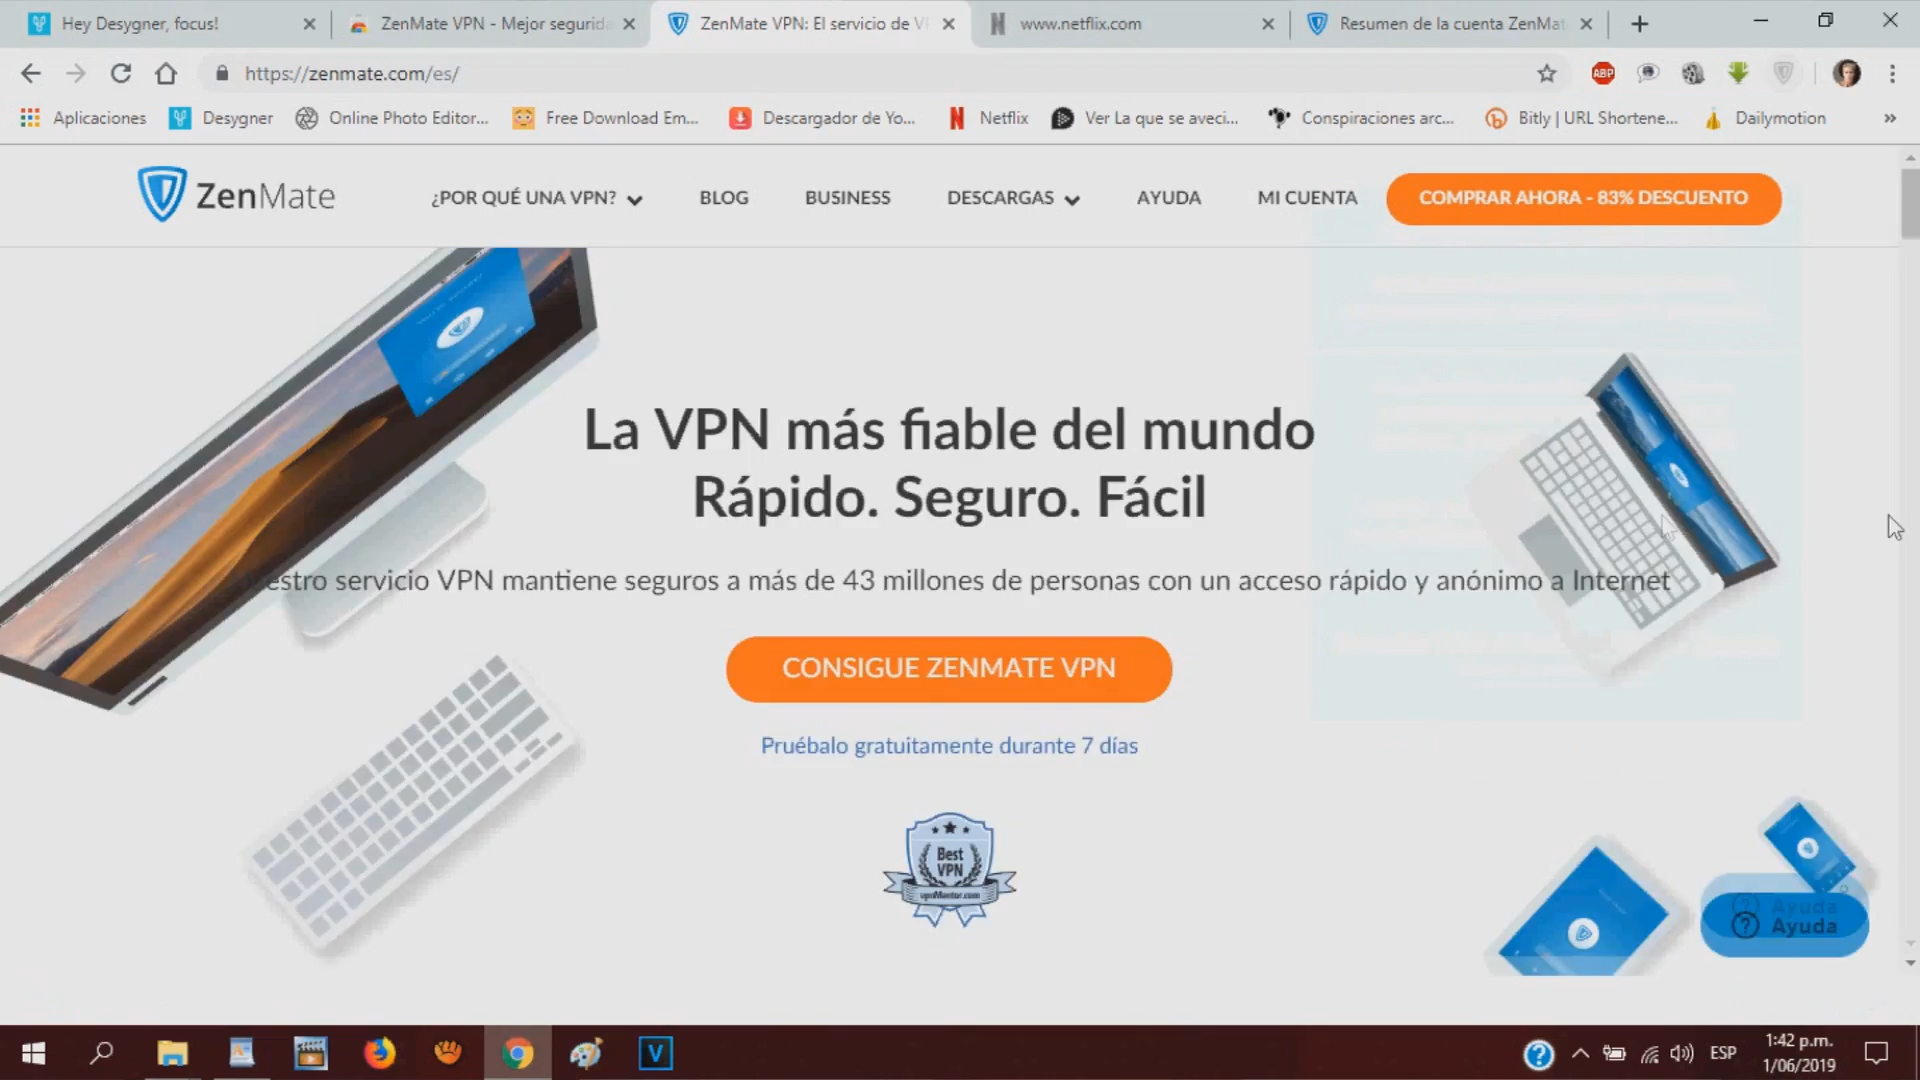 Hey Desygner, focus!
ZenMate VPN - Mejor segurida
ZenMate VPN: El servicio de VP
www.netflix.com
Resumen de la cuenta ZenMat
https://zenmate.com/es/
ABP
Aplicaciones
Desygner
Online Photo Editor...
Free Download Em...
Descargador de Yo...
Netflix
Ver La que se aveci...
Conspiraciones arc...
Bitly | URL Shortene...
Dailymotion
»
ZenMate
¿POR QUÉ UNA VPN?
BLOG
BUSINESS
DESCARGAS
AYUDA
MI CUENTA
COMPRAR AHORA - 83% DESCUENTO
La VPN más fiable del mundo
Rápido. Seguro. Fácil
estro servicio VPN mantiene seguros a más de 43 millones de personas con un acceso rápido y anónimo a Internet
CONSIGUE ZENMATE VPN
Pruébalo gratuitamente durante 7 días
Best
VPN
vpnMentor.com
Ayuda
Ayuda
V
ESP
1:42 p.m.
1/06/2019